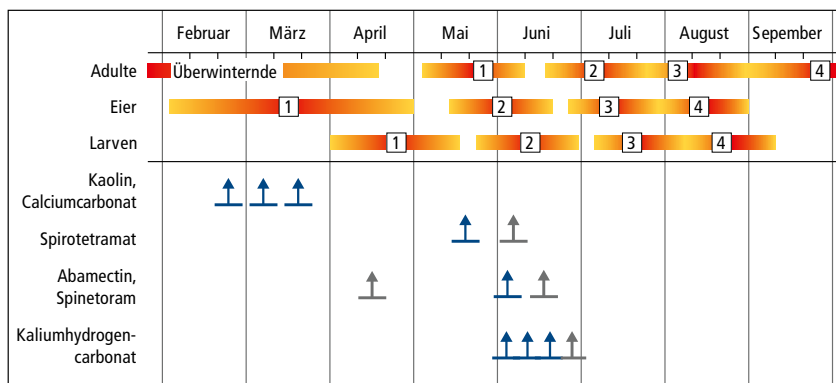 Februar März April Mai Juni Juli August Sepember
Adulte Überwinternde 1 2 3 4
Eier 1 2 3 4
Larven 1 2 3 4
Kaolin,
Calciumcarbonat
Spirotetramat
Abamectin,
Spinetoram
Kaliumhydrogen-
carbonat